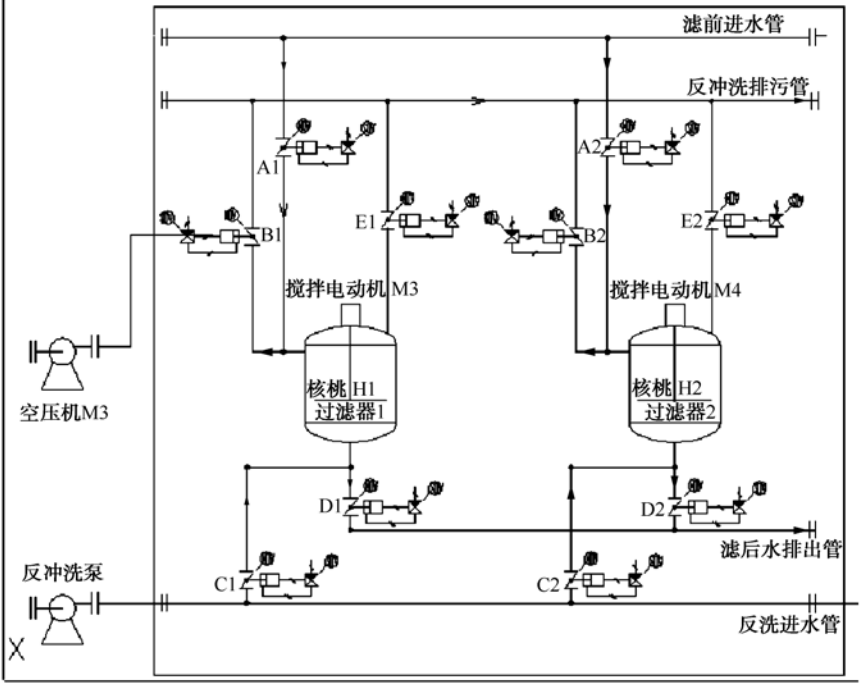 滤前进水管
反冲洗排污管
A1
A2
B1
E1
B2
E2
搅拌电动机 M3
搅拌电动机 M4
核桃 H1
过滤器1
核桃 H2
过滤器2
空压机M3
D1
D2
滤后水排出管
反冲洗泵
C1
C2
反洗进水管
X